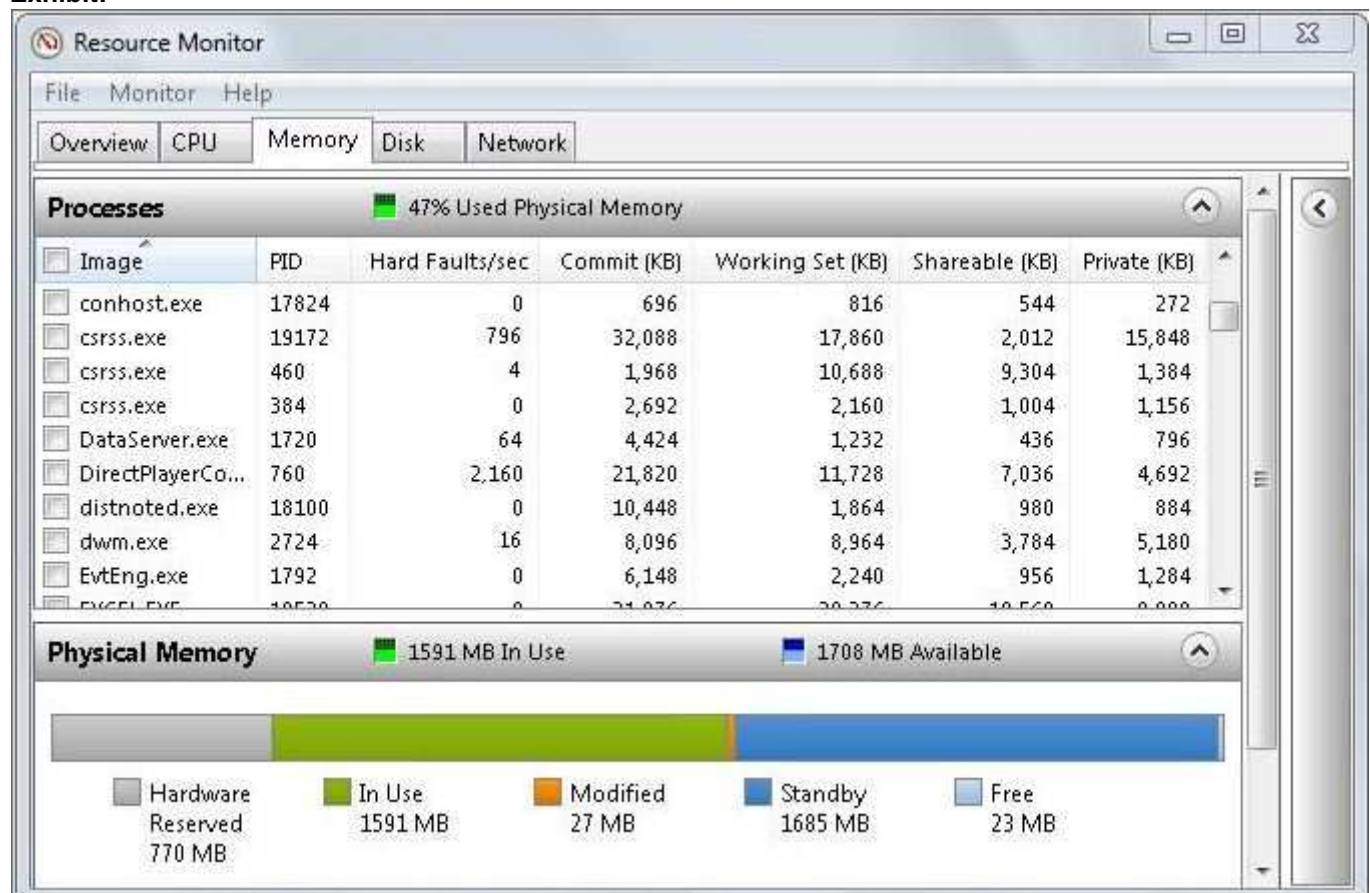 Resource Monitor
File Monitor Help
Overview CPU Memory Disk Network
Processes 47% Used Physical Memory
Image PID Hard Faults/sec Commit (KB) Working Set (KB) Shareable (KB) Private (KB)
conhost.exe 17824 0 696 816 544 272
csrss.exe 19172 796 32,088 17,860 2,012 15,848
csrss.exe 460 4 1,968 10,688 9,304 1,384
csrss.exe 384 0 2,692 2,160 1,004 1,156
DataServer.exe 1720 64 4,424 1,232 436 796
DirectPlayerCo... 760 2,160 21,820 11,728 7,036 4,692
distnoted.exe 18100 0 10,448 1,864 980 884
dwm.exe 2724 16 8,096 8,964 3,784 5,180
EvtEng.exe 1792 0 6,148 2,240 956 1,284
Physical Memory 1591 MB In Use 1708 MB Available
Hardware Reserved 770 MB
In Use 1591 MB
Modified 27 MB
Standby 1685 MB
Free 23 MB